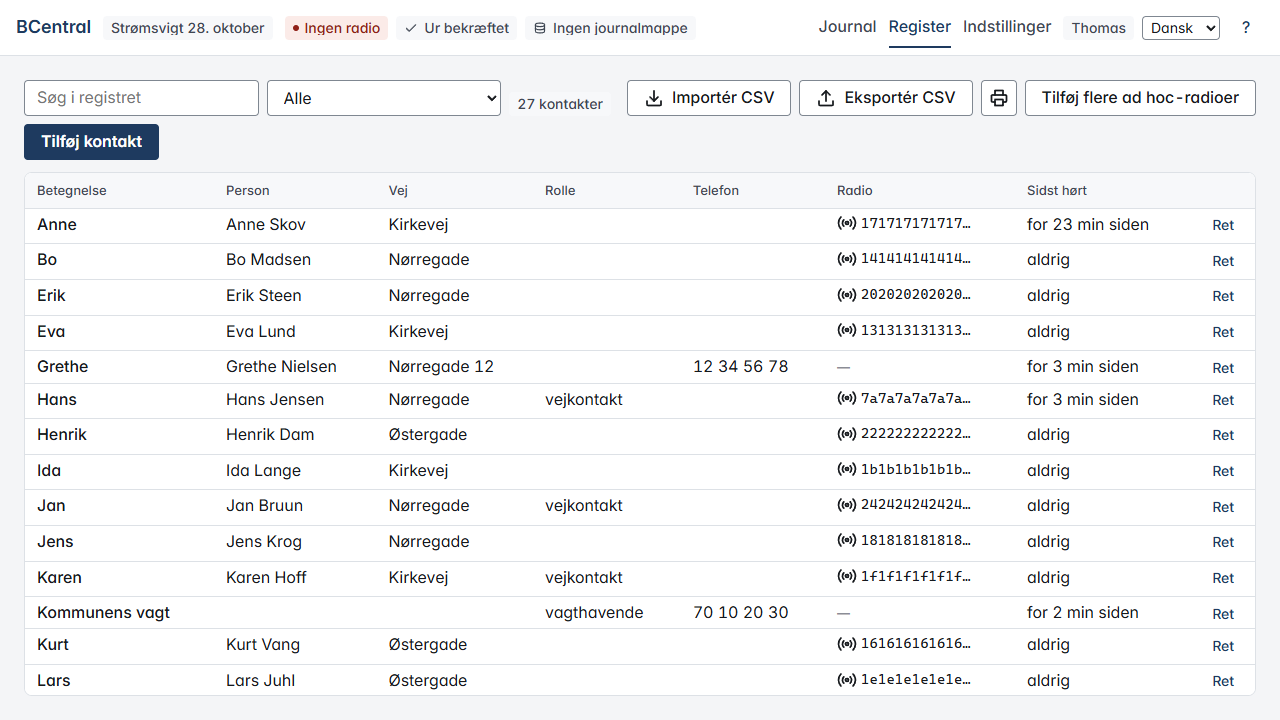 BCentral Strømsvigt 28. oktober Ingen radio Ur bekræftet Ingen journalmappe Journal Register Indstillinger Thomas Dansk ?
Søg i registret Alle 27 kontakter Importér CSV Eksportér CSV Tilføj flere ad hoc-radioer
Tilføj kontakt
Betegnelse Person Vej Rolle Telefon Radio Sidst hørt
Anne Anne Skov Kirkevej 171717171717… for 23 min siden Ret
Bo Bo Madsen Nørregade 141414141414… aldrig Ret
Erik Erik Steen Nørregade 202020202020… aldrig Ret
Eva Eva Lund Kirkevej 131313131313… aldrig Ret
Grethe Grethe Nielsen Nørregade 12 12 34 56 78 — for 3 min siden Ret
Hans Hans Jensen Nørregade vejkontakt 7a7a7a7a7a7a… for 3 min siden Ret
Henrik Henrik Dam Østergade 222222222222… aldrig Ret
Ida Ida Lange Kirkevej 1b1b1b1b1b1b… aldrig Ret
Jan Jan Bruun Nørregade vejkontakt 242424242424… aldrig Ret
Jens Jens Krog Nørregade 181818181818… aldrig Ret
Karen Karen Hoff Kirkevej vejkontakt 1f1f1f1f1f1f… aldrig Ret
Kommunens vagt vagthavende 70 10 20 30 — for 2 min siden Ret
Kurt Kurt Vang Østergade 161616161616… aldrig Ret
Lars Lars Juhl Østergade 1e1e1e1e1e1e… aldrig Ret